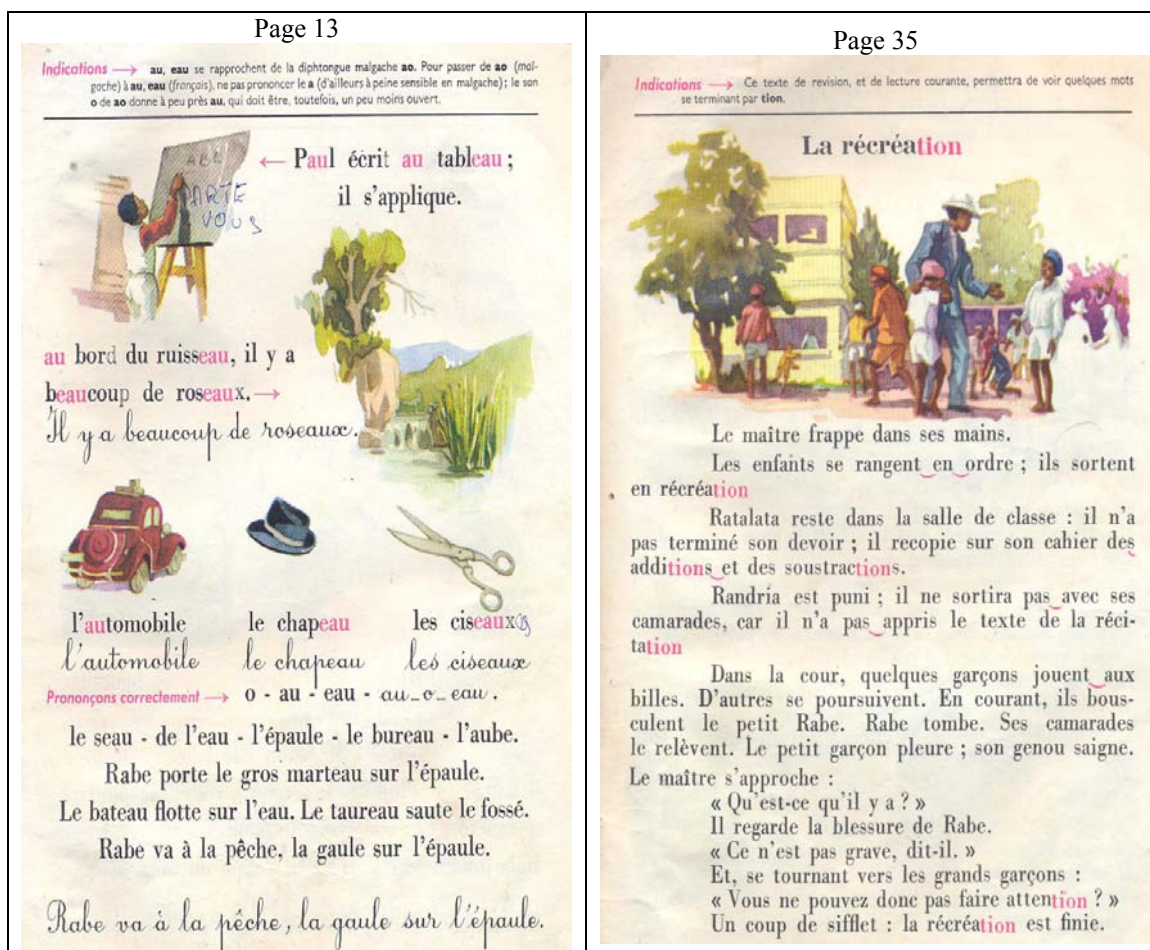 Page 13
Indications → au, eau se rapprochent de la diphtongue malgache ao. Pour passer de ao (mal-
gache) à au, eau (français), ne pas prononcer le a (d'ailleurs à peine sensible en malgache); le son
o de ao donne à peu près au, qui doit être, toutefois, un peu moins ouvert.
ABC
PARTE
VOUS
← Paul écrit au tableau ;
il s'applique.
au bord du ruisseau, il y a
beaucoup de roseaux. →
Il y a beaucoup de roseaux.
l'automobile le chapeau les ciseaux
l'automobile le chapeau les ciseaux
Prononçons correctement → o - au - eau - au - o - eau .
le seau - de l'eau - l'épaule - le bureau - l'aube.
Rabe porte le gros marteau sur l'épaule.
Le bateau flotte sur l'eau. Le taureau saute le fossé.
Rabe va à la pêche, la gaule sur l'épaule.
Rabe va à la pêche, la gaule sur l'épaule.
Page 35
Indications → Ce texte de revision, et de lecture courante, permettra de voir quelques mots
se terminant par tion.
La récréation
Le maître frappe dans ses mains.
Les enfants se rangent en ordre ; ils sortent
en récréation
Ratalata reste dans la salle de classe : il n'a
pas terminé son devoir ; il recopie sur son cahier des
additions et des soustractions.
Randria est puni ; il ne sortira pas avec ses
camarades, car il n'a pas appris le texte de la réci-
tation
Dans la cour, quelques garçons jouent aux
billes. D'autres se poursuivent. En courant, ils bous-
culent le petit Rabe. Rabe tombe. Ses camarades
le relèvent. Le petit garçon pleure ; son genou saigne.
Le maître s'approche :
« Qu'est-ce qu'il y a ? »
Il regarde la blessure de Rabe.
« Ce n'est pas grave, dit-il. »
Et, se tournant vers les grands garçons :
« Vous ne pouvez donc pas faire attention ? »
Un coup de sifflet : la récréation est finie.